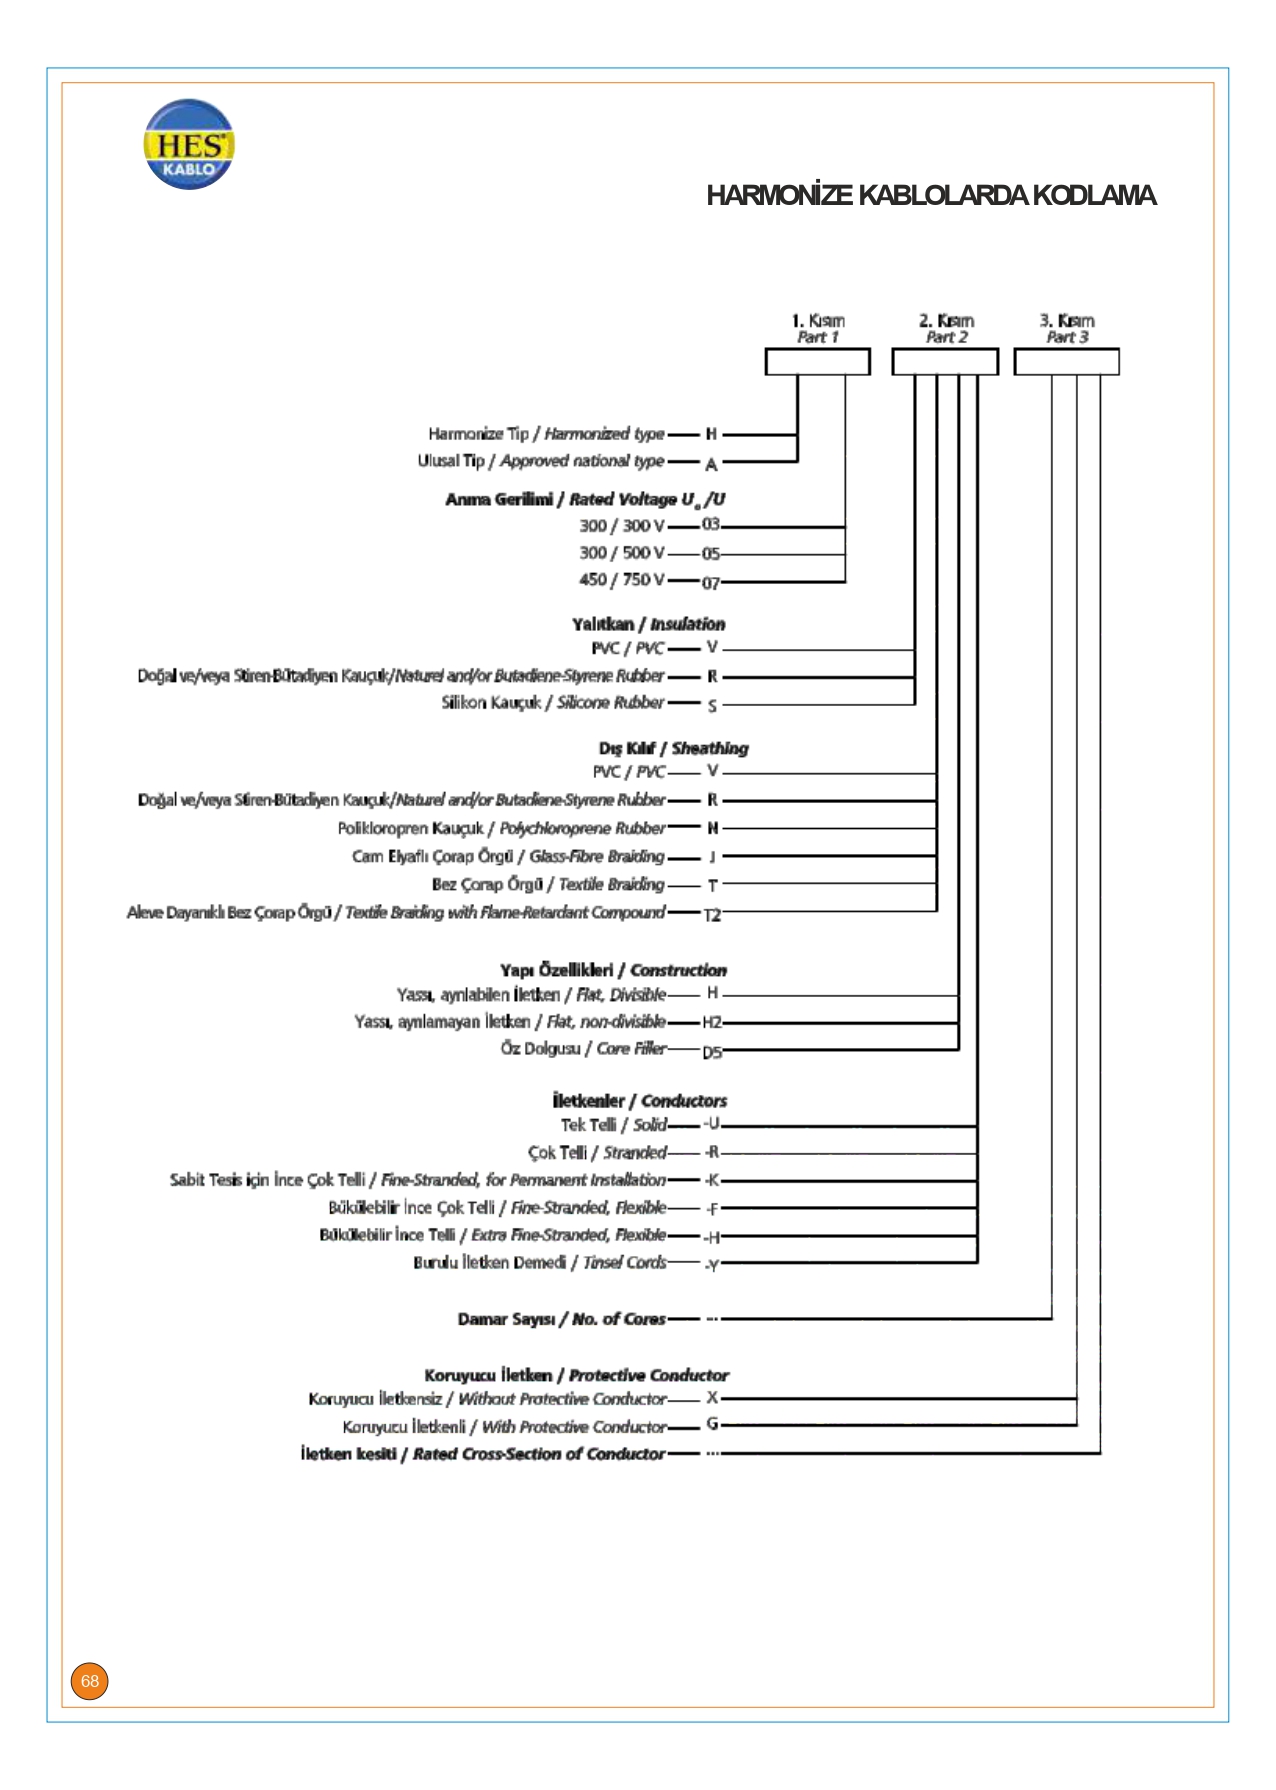 HES
KABLO
HARMONİZE KABLOLARDA KODLAMA
1. Kısım 2. Kısım 3. Kısım
Part 1 Part 2 Part 3
Harmonize Tip / Harmonized type H
Ulusal Tip / Approved national type A
Anma Gerilimi / Rated Voltage Uo/U
300 / 300 V 03
300 / 500 V 05
450 / 750 V 07
Yalıtkan / Insulation
PVC / PVC V
Doğal ve/veya Stiren-Bütadiyen Kauçuk/Naturel and/or Butadiene-Styrene Rubber R
Silikon Kauçuk / Silicone Rubber S
Dış Kılıf / Sheathing
PVC / PVC V
Doğal ve/veya Stiren-Bütadiyen Kauçuk/Naturel and/or Butadiene-Styrene Rubber R
Polikloropren Kauçuk / Polychloroprene Rubber N
Cam Elyaflı Çorap Örgü / Glass-Fibre Braiding J
Bez Çorap Örgü / Textile Braiding T
Aleve Dayanıklı Bez Çorap Örgü / Textile Braiding with Flame-Retardant Compound T2
Yapı Özellikleri / Construction
Yassı, ayrılabilen İletken / Flat, Divisible H
Yassı, ayrılamayan İletken / Flat, non-divisible H2
Öz Dolgusu / Core Filler D5
İletkenler / Conductors
Tek Telli / Solid -U
Çok Telli / Stranded -R
Sabit Tesis için İnce Çok Telli / Fine-Stranded, for Permanent Installation -K
Bükülebilir İnce Çok Telli / Fine-Stranded, Flexible -F
Bükülebilir İnce Telli / Extra Fine-Stranded, Flexible -H
Burulu İletken Demedi / Tinsel Cords -Y
Damar Sayısı / No. of Cores ...
Koruyucu İletken / Protective Conductor
Koruyucu İletkensiz / Without Protective Conductor X
Koruyucu İletkenli / With Protective Conductor G
İletken kesiti / Rated Cross-Section of Conductor ...
68